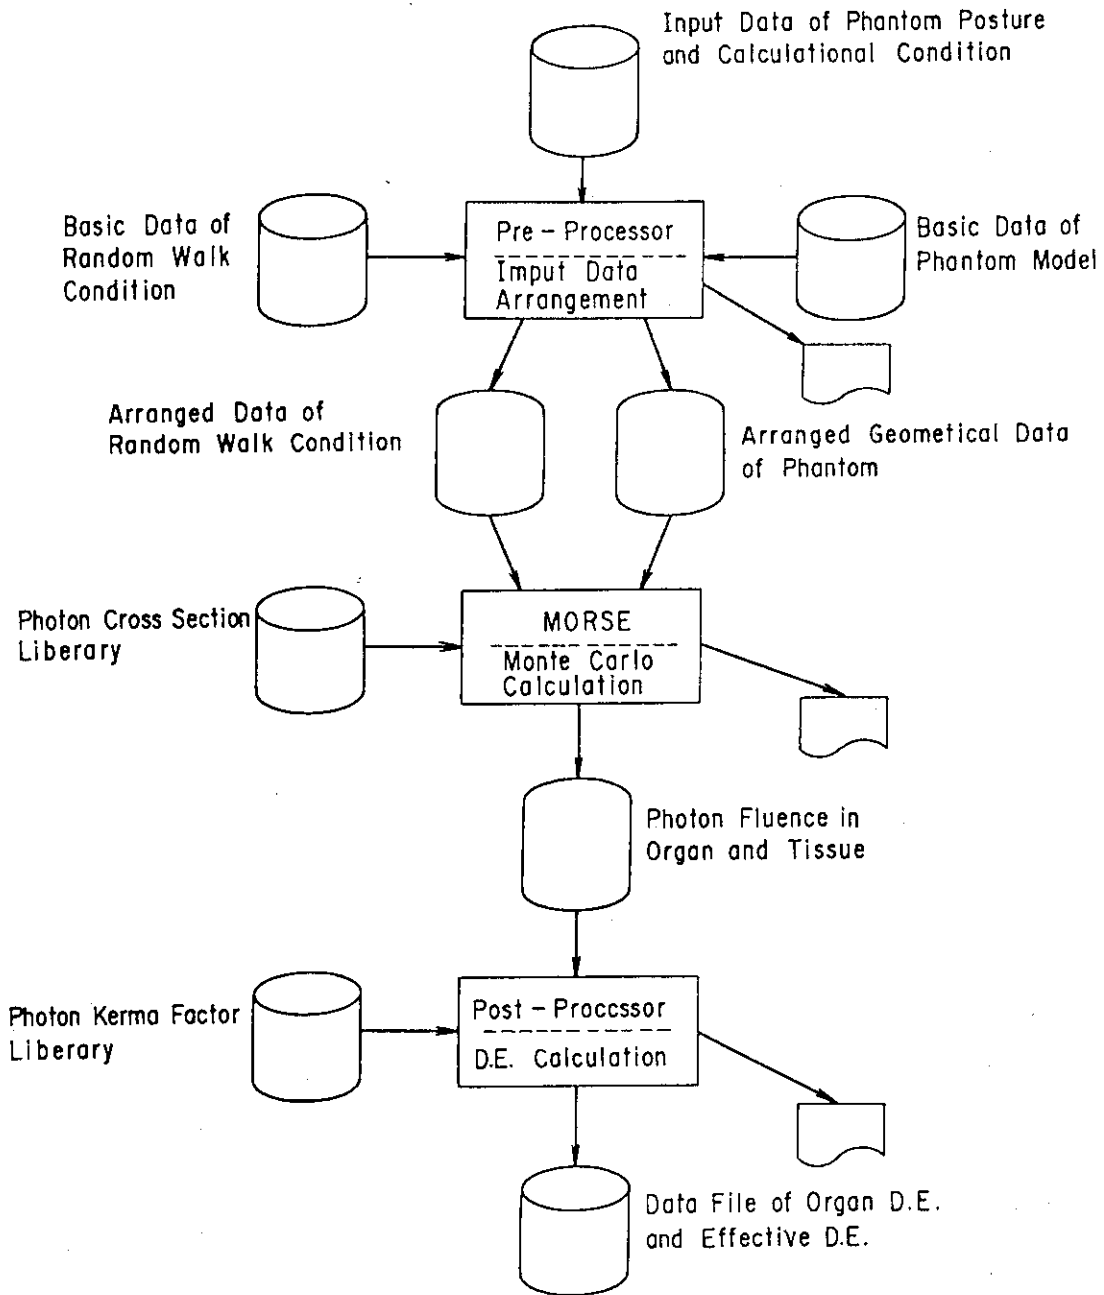 Input Data of Phantom Posture
and Calculational Condition
Basic Data of
Random Walk
Condition
Pre-Processor
Imput Data
Arrangement
Basic Data of
Phantom Model
Arranged Data of
Random Walk Condition
Arranged Geometical Data
of Phantom
Photon Cross Section
Liberary
MORSE
Monte Carlo
Calculation
Photon Fluence in
Organ and Tissue
Photon Kerma Factor
Liberary
Post-Proccssor
D.E. Calculation
Data File of Organ D.E.
and Effective D.E.